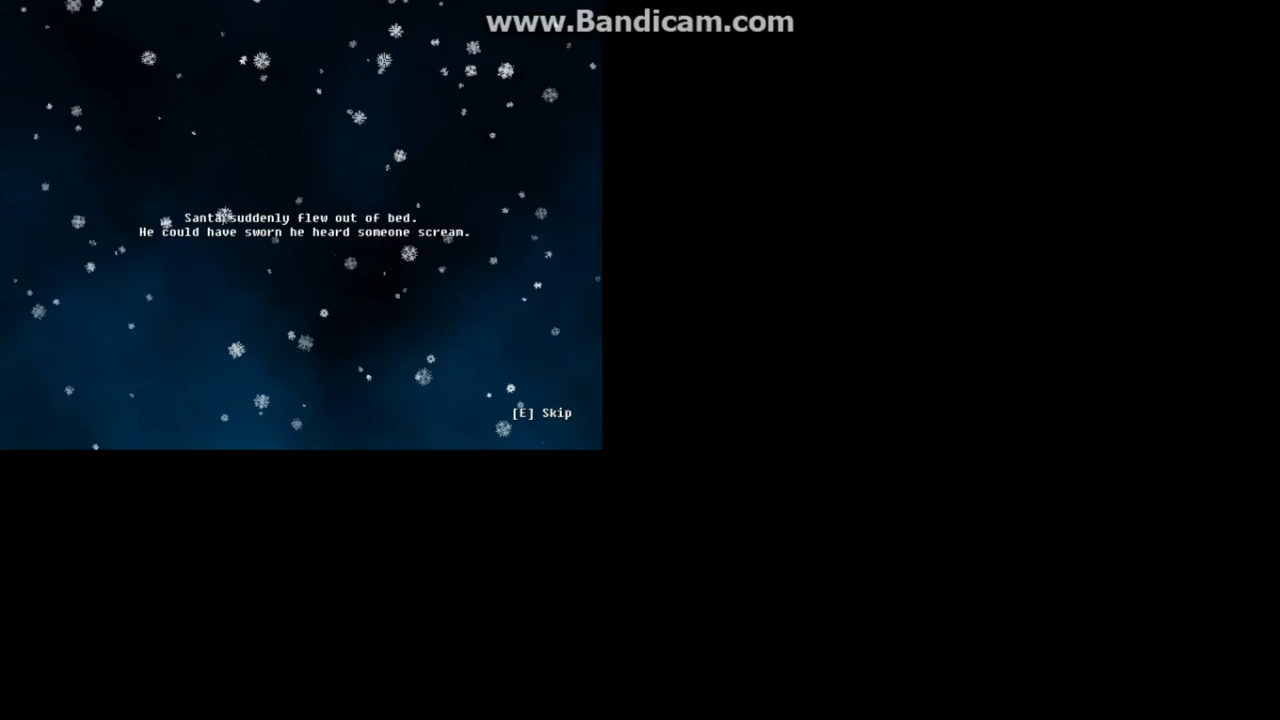 www.Bandicam.com
Santa suddenly flew out of bed.
He could have sworn he heard someone scream.
[E] Skip